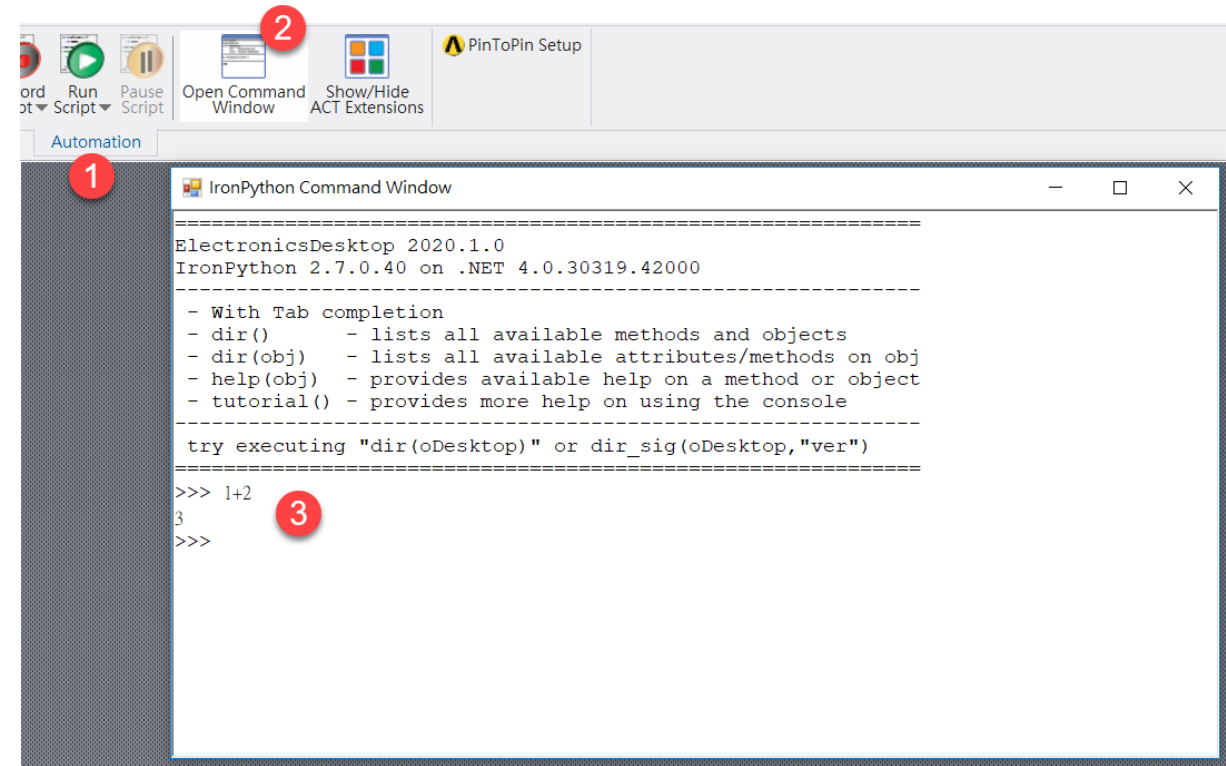 2
PinToPin Setup
ord Run Pause Open Command Show/Hide
pt Script Script Window ACT Extensions
Automation
1
IronPython Command Window
==============================================================
ElectronicsDesktop 2020.1.0
IronPython 2.7.0.40 on .NET 4.0.30319.42000
--------------------------------------------------------------
- With Tab completion
- dir() - lists all available methods and objects
- dir(obj) - lists all available attributes/methods on obj
- help(obj) - provides available help on a method or object
- tutorial() - provides more help on using the console
--------------------------------------------------------------
try executing "dir(oDesktop)" or dir_sig(oDesktop,"ver")
==============================================================
>>> 1+2
3
3
>>>